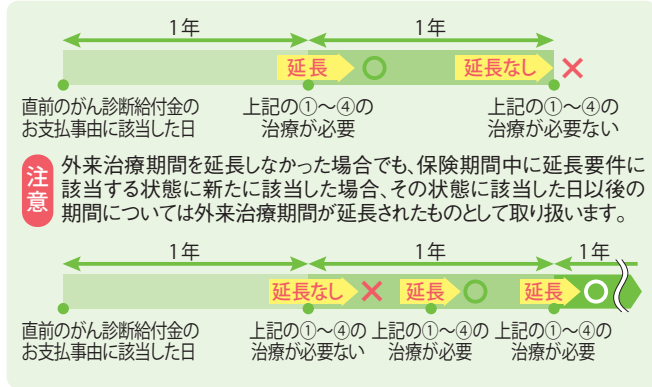 1年 1年
延長 延長なし
直前のがん診断給付金の
お支払事由に該当した日
上記の①〜④の
治療が必要
上記の①〜④の
治療が必要ない
注意
外来治療期間を延長しなかった場合でも、保険期間中に延長要件に
該当する状態に新たに該当した場合、その状態に該当した日以後の
期間については外来治療期間が延長されたものとして取り扱います。
1年 1年 1年
延長なし 延長 延長
直前のがん診断給付金の
お支払事由に該当した日
上記の①〜④の
治療が必要ない
上記の①〜④の
治療が必要
上記の①〜④の
治療が必要